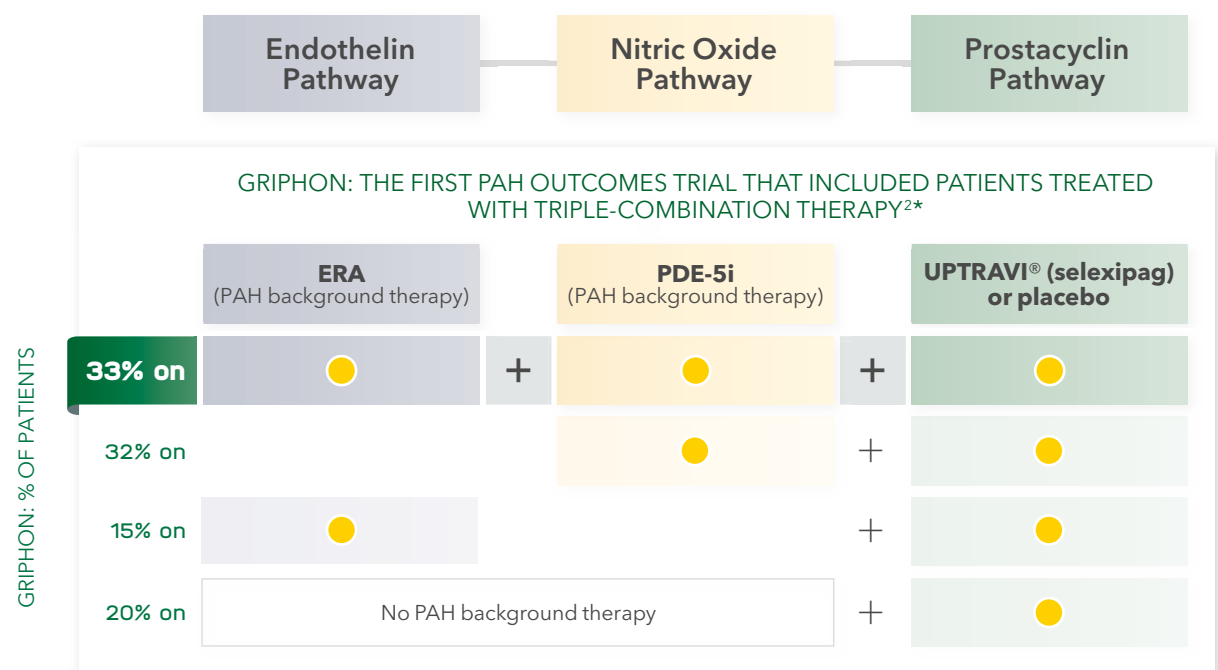 Endothelin
Pathway
Nitric Oxide
Pathway
Prostacyclin
Pathway
GRIPHON: THE FIRST PAH OUTCOMES TRIAL THAT INCLUDED PATIENTS TREATED
WITH TRIPLE-COMBINATION THERAPY²*
ERA
(PAH background therapy)
PDE-5i
(PAH background therapy)
UPTRAVI® (selexipag)
or placebo
GRIPHON: % OF PATIENTS
33% on
+
+
32% on
+
15% on
+
20% on
No PAH background therapy
+